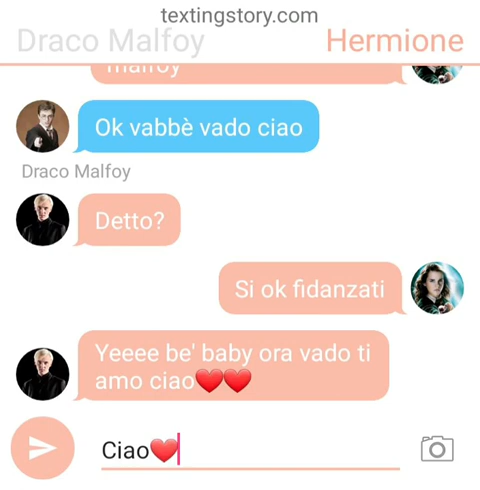 textingstory.com
Draco Malfoy
Hermione
malfoy
Ok vabbè vado ciao
Draco Malfoy
Detto?
Si ok fidanzati
Yeeee be' baby ora vado ti
amo ciao❤️❤️
Ciao❤️